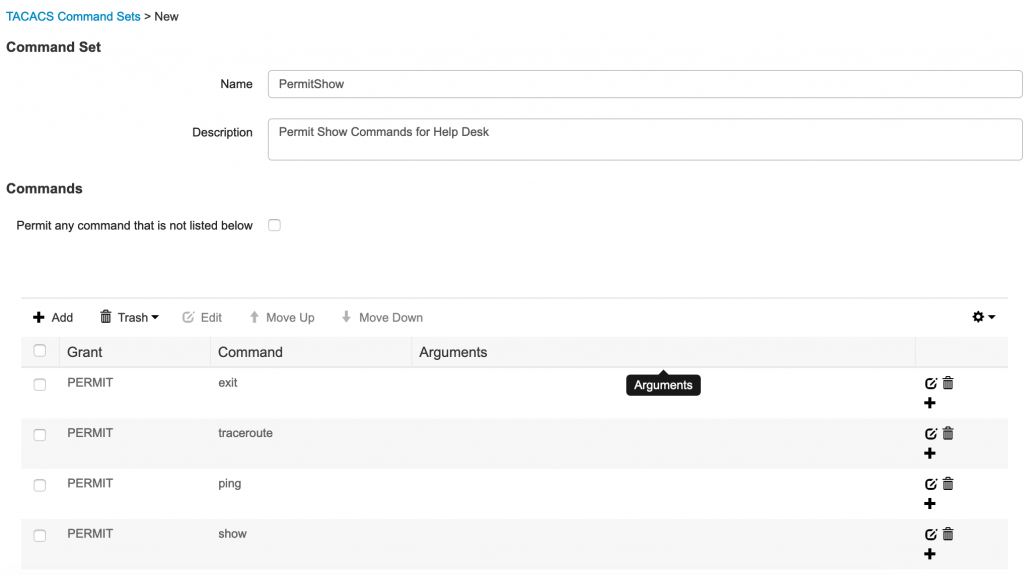 TACACS Command Sets > New
Command Set
Name PermitShow
Description Permit Show Commands for Help Desk
Commands
Permit any command that is not listed below
Add Trash Edit Move Up Move Down
Grant Command Arguments
PERMIT exit Arguments
PERMIT traceroute
PERMIT ping
PERMIT show